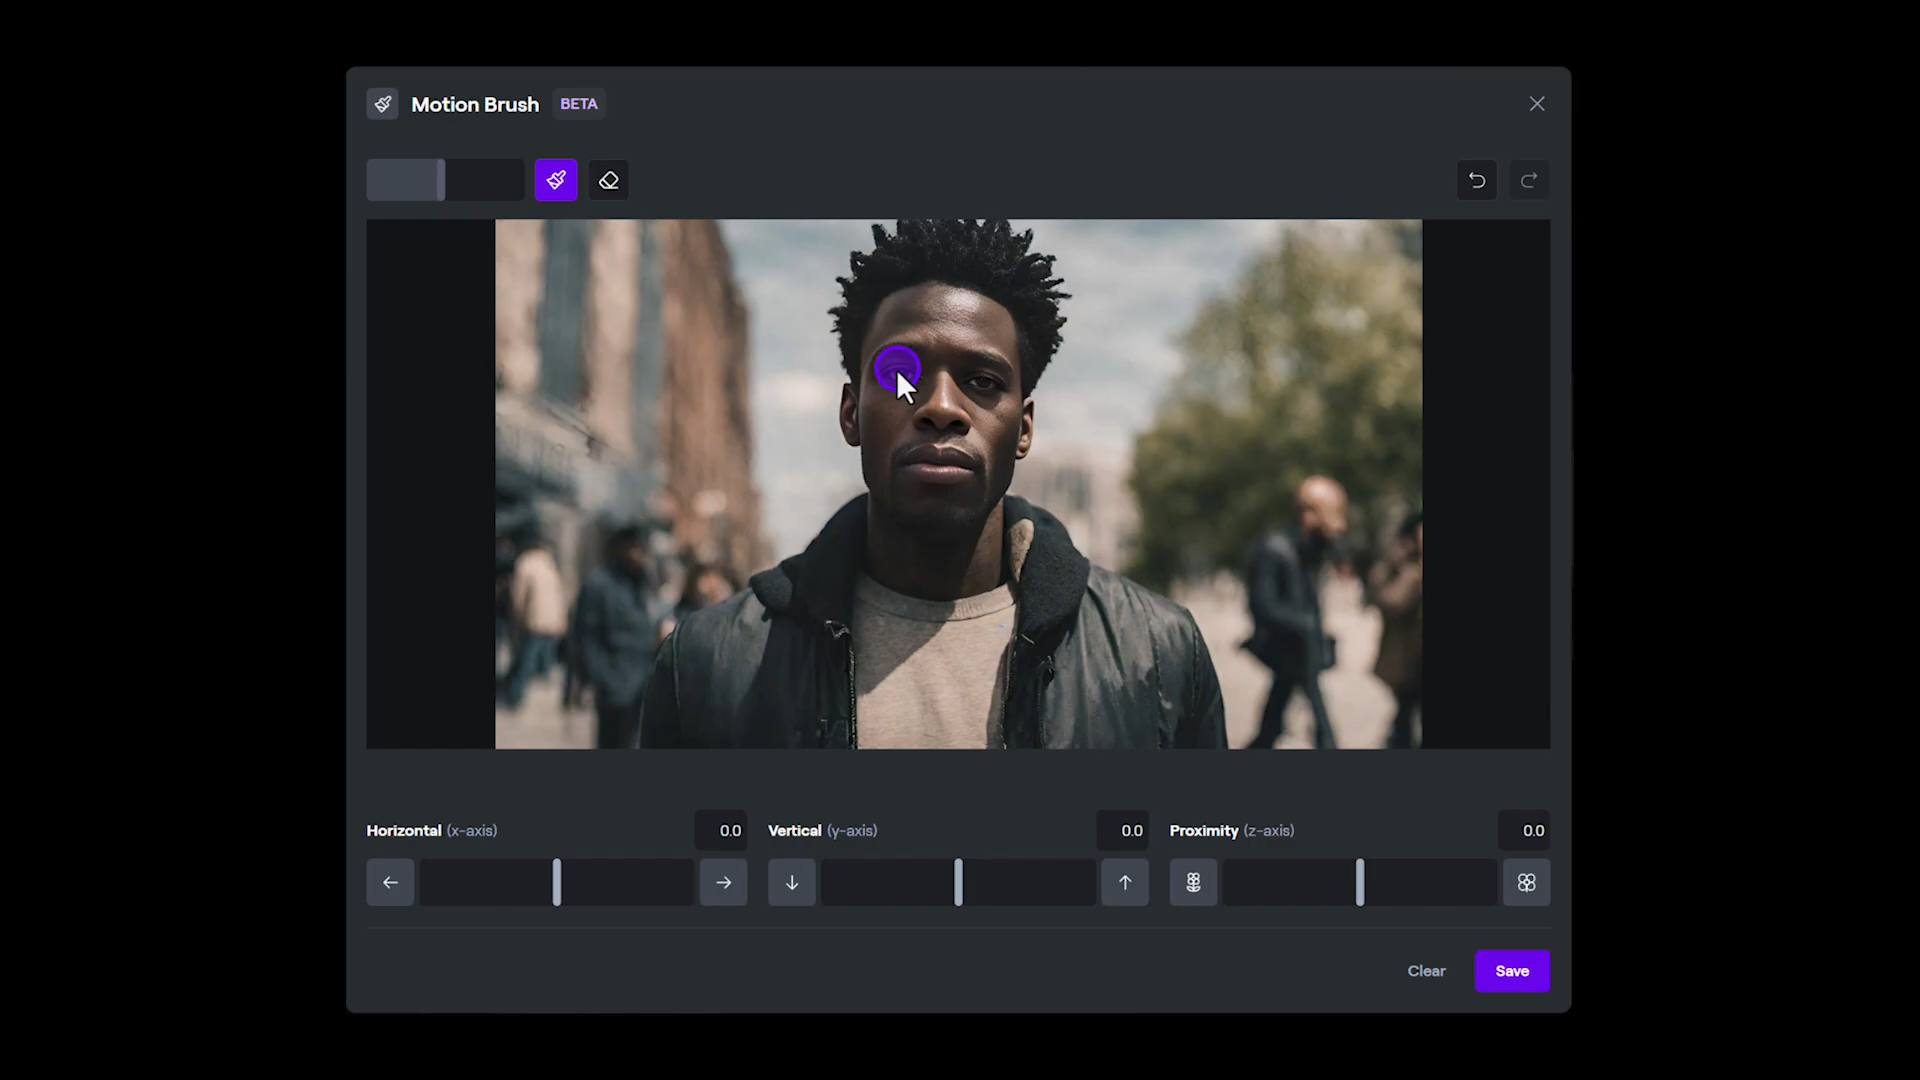 Motion Brush BETA
Horizontal (x-axis) 0.0 Vertical (y-axis) 0.0 Proximity (z-axis) 0.0
Clear Save